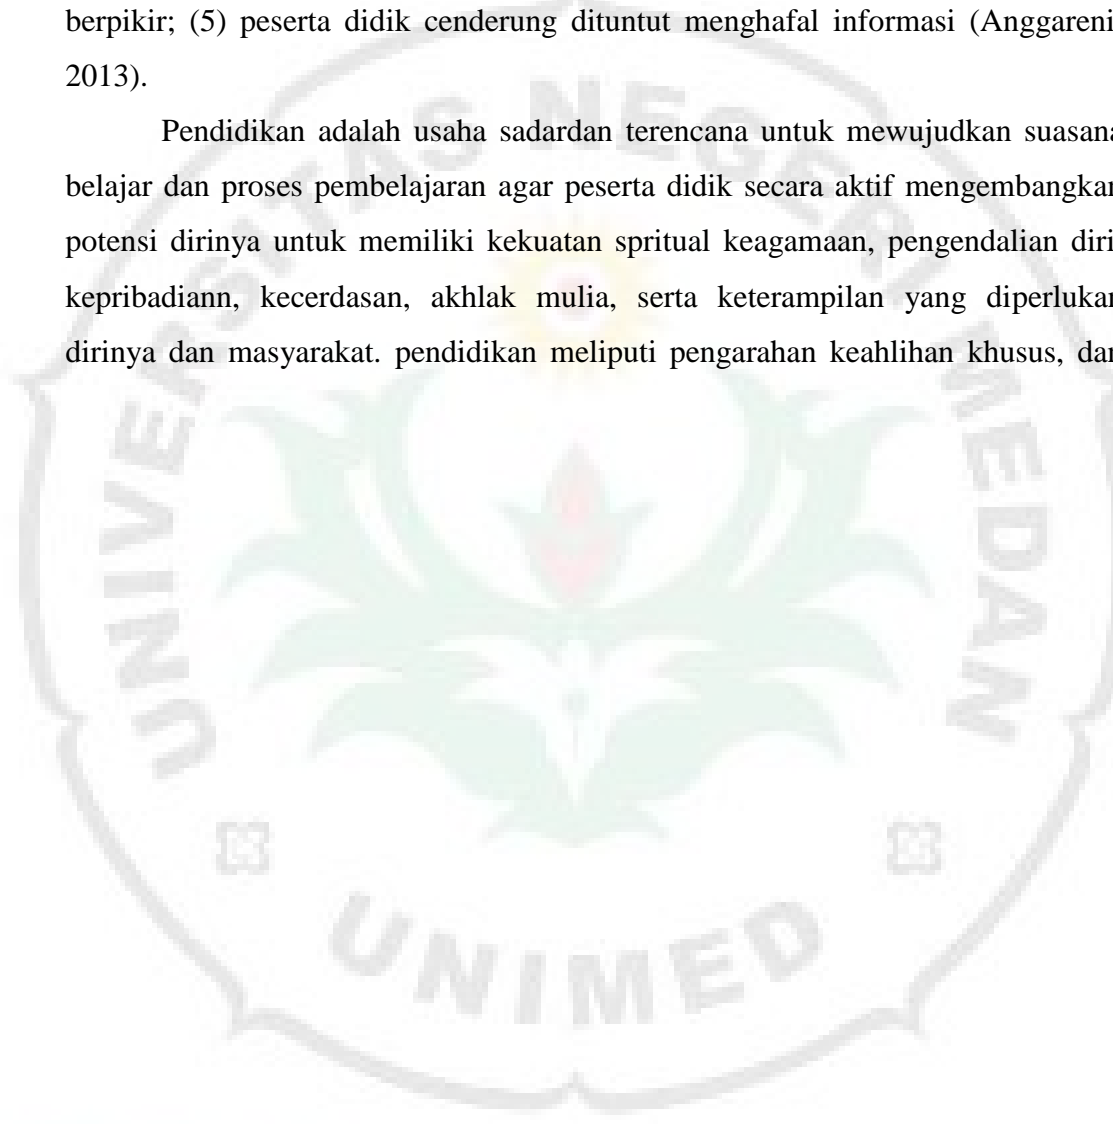 berpikir; (5) peserta didik cenderung dituntut menghafal informasi (Anggareni
2013).
Pendidikan adalah usaha sadardan terencana untuk mewujudkan suasana
belajar dan proses pembelajaran agar peserta didik secara aktif mengembangkan
potensi dirinya untuk memiliki kekuatan spritual keagamaan, pengendalian diri
kepribadiann, kecerdasan, akhlak mulia, serta keterampilan yang diperlukan
dirinya dan masyarakat. pendidikan meliputi pengarahan keahlihan khusus, dan
UNIVERSITAS NEGERI MEDAN
UNIMED